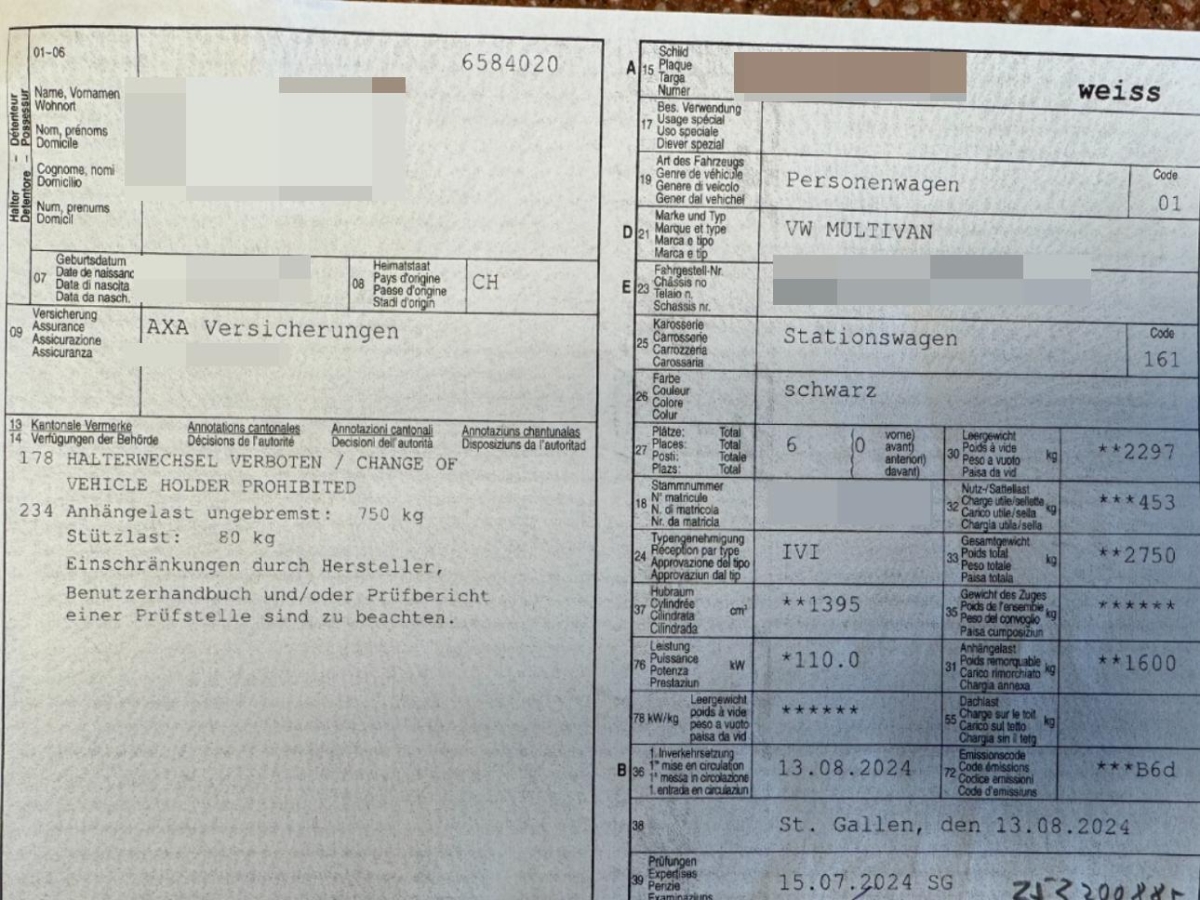 01-06
6584020
Halter – Détenteur
Detentore – Possessur
Name, Vornamen
Wohnort
Nom, prénoms
Domicile
Cognome, nomi
Domicilio
Num, prenums
Domicil
07
Geburtsdatum
Date de naissanc
Data di nascita
Data da nasch.
08
Heimatstaat
Pays d'origine
Paese d'origine
Stadi d'origin
CH
09
Versicherung
Assurance
Assicurazione
Assicuranza
AXA Versicherungen
13 Kantonale Vermerke Annotations cantonales Annotazioni cantonali Annotaziuns chantunalas
14 Verfügungen der Behörde Décisions de l'autorité Decisioni dell'autorità Disposiziuns da l'autoritad
178 HALTERWECHSEL VERBOTEN / CHANGE OF
VEHICLE HOLDER PROHIBITED
234 Anhängelast ungebremst: 750 kg
Stützlast: 80 kg
Einschränkungen durch Hersteller,
Benutzerhandbuch und/oder Prüfbericht
einer Prüfstelle sind zu beachten.
A 15
Schild
Plaque
Targa
Numer
weiss
17
Bes. Verwendung
Usage spécial
Uso speciale
Diever spezial
19
Art des Fahrzeugs
Genre de véhicule
Genere di veicolo
Gener dal vehichel
Personenwagen
Code
01
D 21
Marke und Typ
Marque et type
Marca e tipo
Marca e tip
VW MULTIVAN
E 23
Fahrgestell-Nr.
Châssis no
Telaio n.
Schassis nr.
25
Karosserie
Carrosserie
Carrozzeria
Carossaria
Stationswagen
Code
161
26
Farbe
Couleur
Colore
Colur
schwarz
27
Plätze: Total
Places: Total
Posti: Totale
Plazs: Total
6 (0
vorne)
avant)
anteriori)
davant)
30
Leergewicht
Poids à vide
Peso a vuoto
Paisa da vid
kg
**2297
18
Stammnummer
N° matricule
N. di matricola
Nr. da matricla
32
Nutz-/Sattellast
Charge utile/sellette
Carico utile/sella
Chargia utila/sella
kg
***453
24
Typengenehmigung
Réception par type
Approvazione del tipo
Approvaziun dal tip
IVI
33
Gesamtgewicht
Poids total
Peso totale
Paisa totala
kg
**2750
37
Hubraum
Cylindrée
Cilindrata
Cilindrada
cm³
**1395
35
Gewicht des Zuges
Poids de l'ensemble
Peso del convoglio
Paisa cumposiziun
kg
******
76
Leistung
Puissance
Potenza
Prestaziun
kW
*110.0
31
Anhängelast
Poids remorquable
Carico rimorchiato
Chargia annexa
kg
**1600
78 kW/kg
Leergewicht
poids à vide
peso a vuoto
paisa da vid
******
55
Dachlast
Charge sur le toit
Carico sul tetto
Chargia sin il tetg
kg
B 36
1. Inverkehrsetzung
1re mise en circulation
1a messa in circolazione
1. entrada en circulaziun
13.08.2024
72
Emissionscode
Code émissions
Codice emissioni
Code d'emissiuns
***B6d
38
St. Gallen, den 13.08.2024
39
Prüfungen
Expertises
Perizie
Examinaziuns
15.07.2024 SG